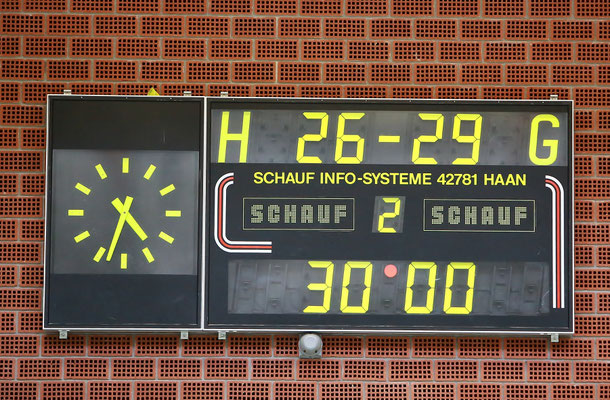 H 26-29 G
SCHAUF INFO-SYSTEME 42781 HAAN
SCHAUF 2 SCHAUF
30:00